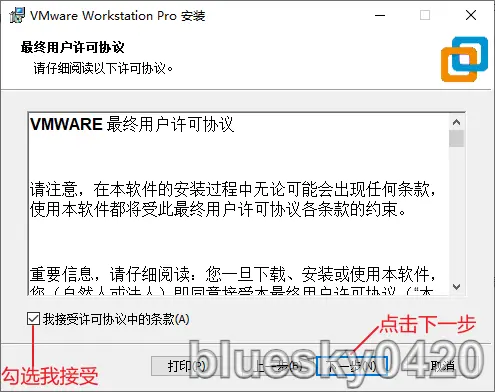 VMware Workstation Pro 安装
最终用户许可协议
请仔细阅读以下许可协议。
VMWARE 最终用户许可协议
请注意，在本软件的安装过程中无论可能会出现任何条款，
使用本软件都将受此最终用户许可协议各条款的约束。
重要信息，请仔细阅读：您一旦下载、安装或使用本软件，
您（自然人或法人）即同意接受本最终用户许可协议（“本
我接受许可协议中的条款(A)
点击下一步
勾选我接受
打印(P) 上一步(B) 下一步(N) 取消
bluesky0420